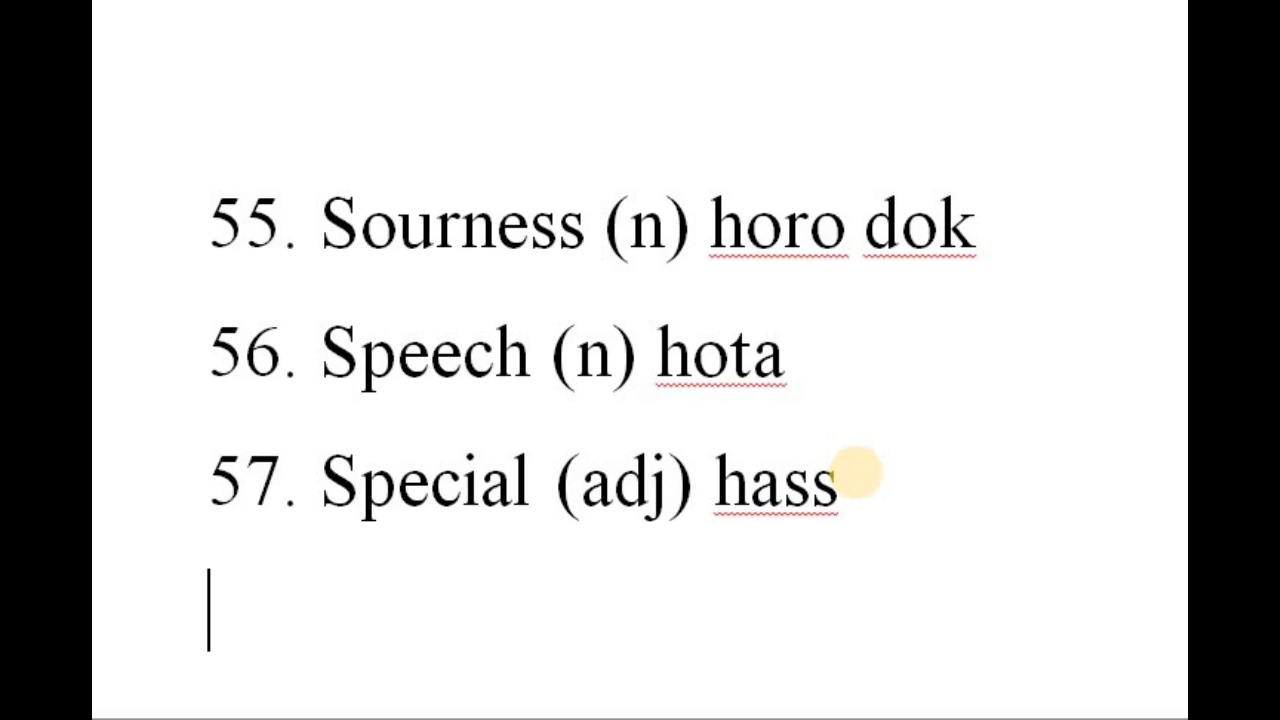 55. Sourness (n) horo dok
56. Speech (n) hota
57. Special (adj) hass